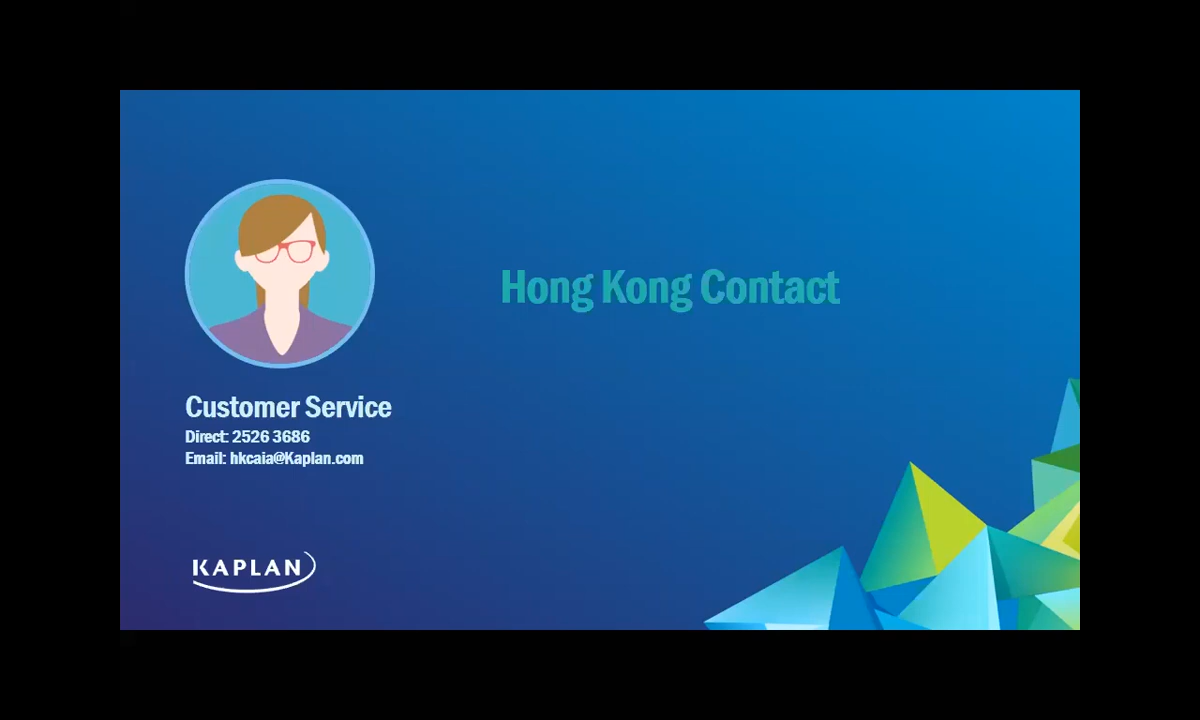 Hong Kong Contact
Customer Service
Direct: 2526 3686
Email: hkcaia@Kaplan.com
KAPLAN